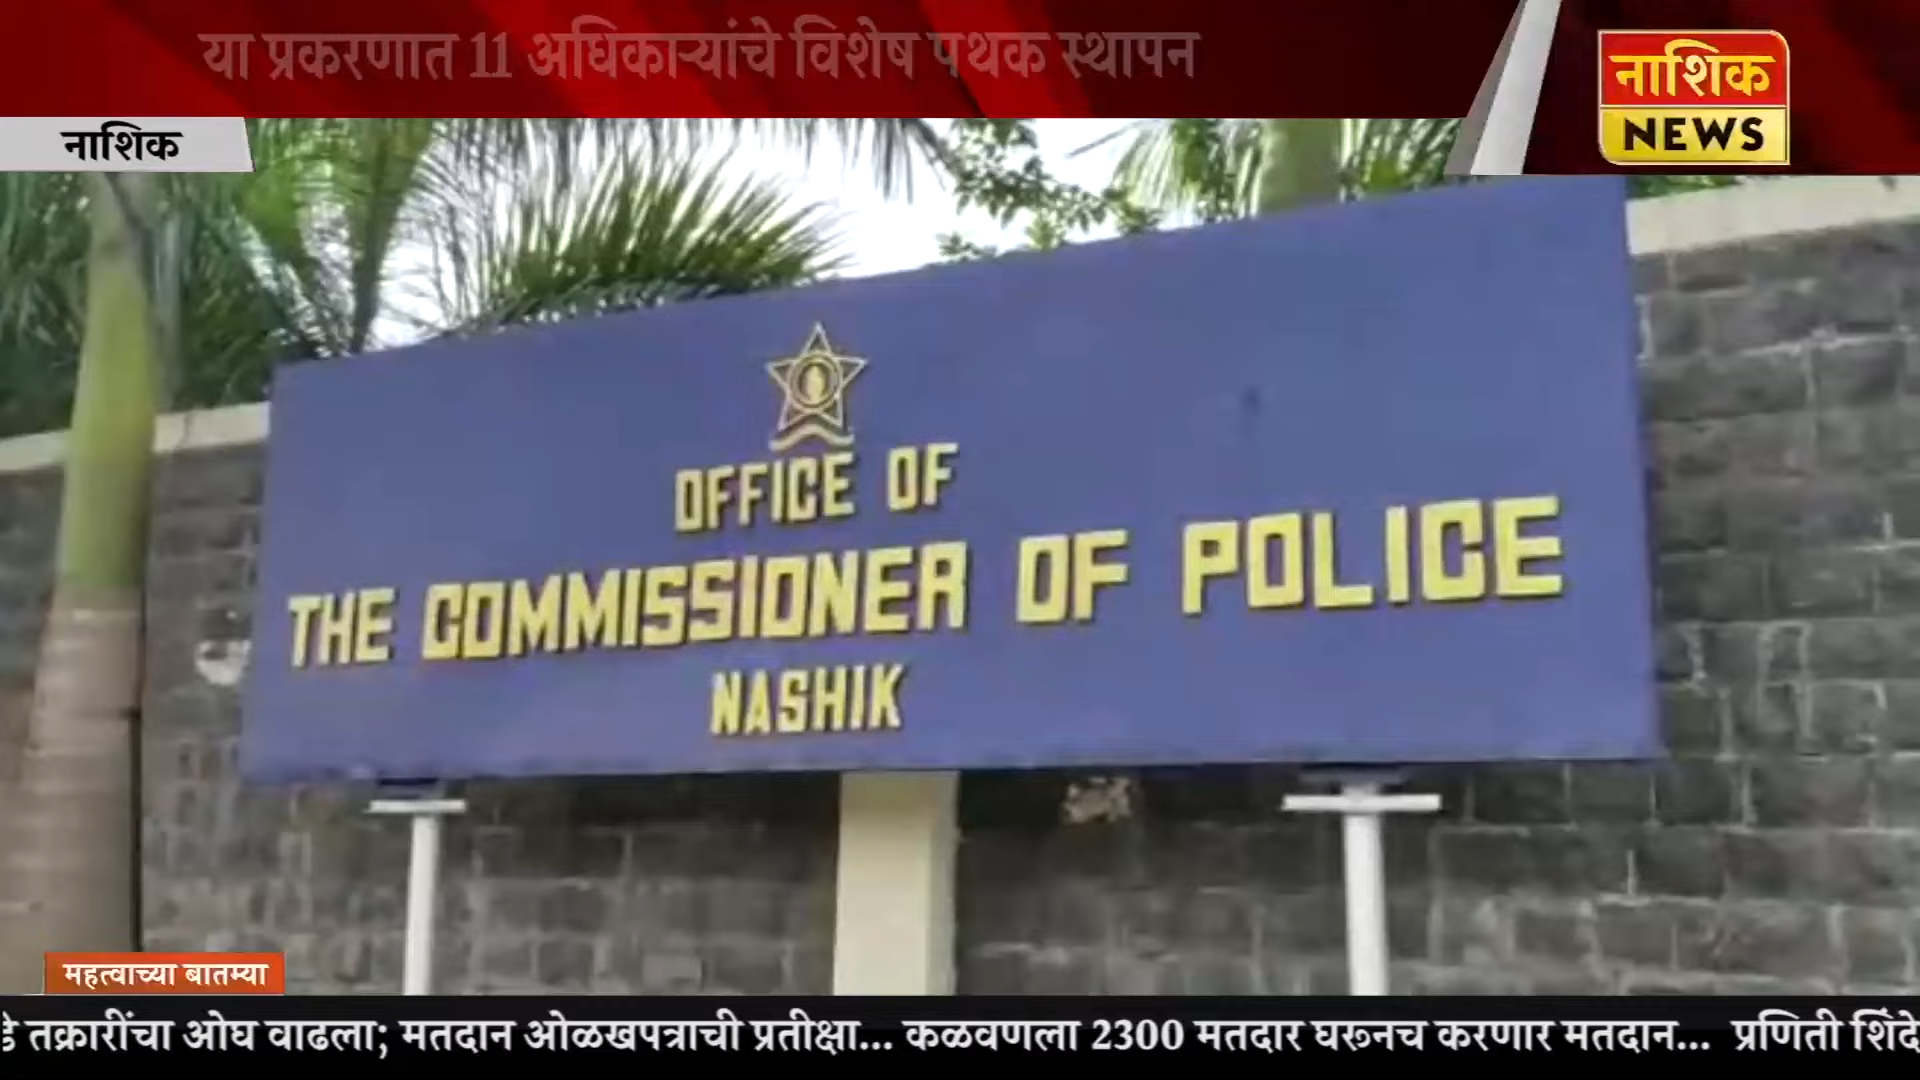 या प्रकरणात 11 अधिकाऱ्यांचे विशेष पथक स्थापन
नाशिक
NEWS
नाशिक
OFFICE OF
THE COMMISSIONER OF POLICE
NASHIK
महत्वाच्या बातम्या
तक्रारींचा ओघ वाढला; मतदान ओळखपत्राची प्रतीक्षा... कळवणला 2300 मतदार घरूनच करणार मतदान... प्रणिती शिंदे